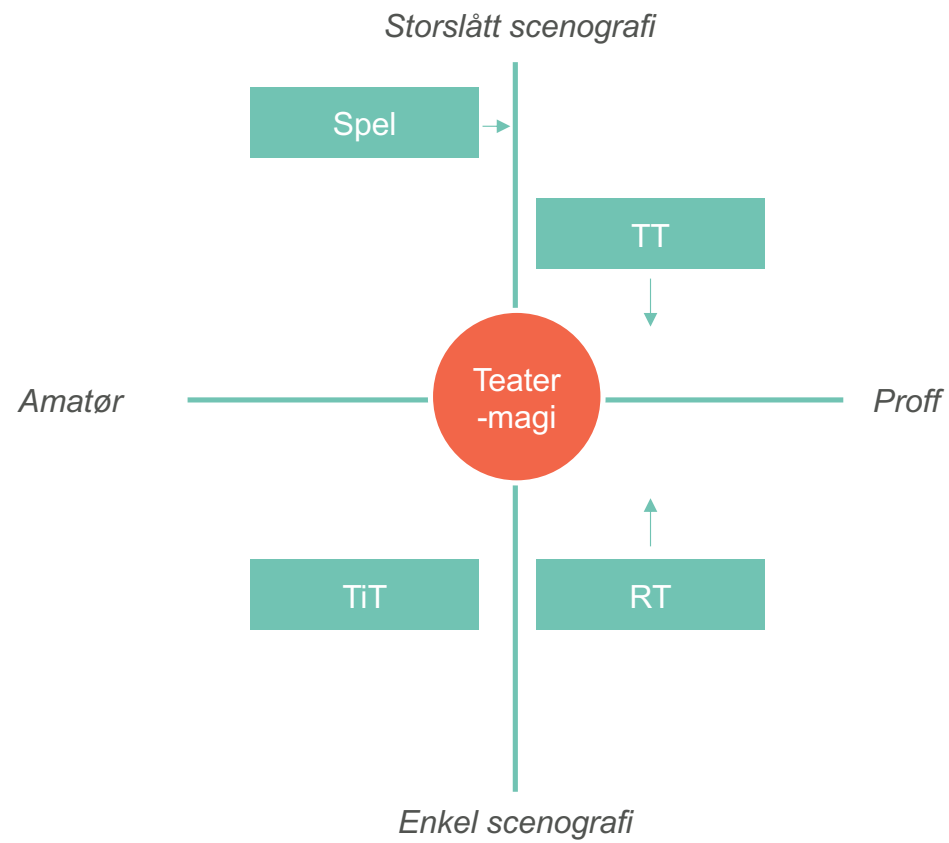 Storslått scenografi
Spel
TT
Teater
-magi
Amatør
Proff
TiT
RT
Enkel scenografi